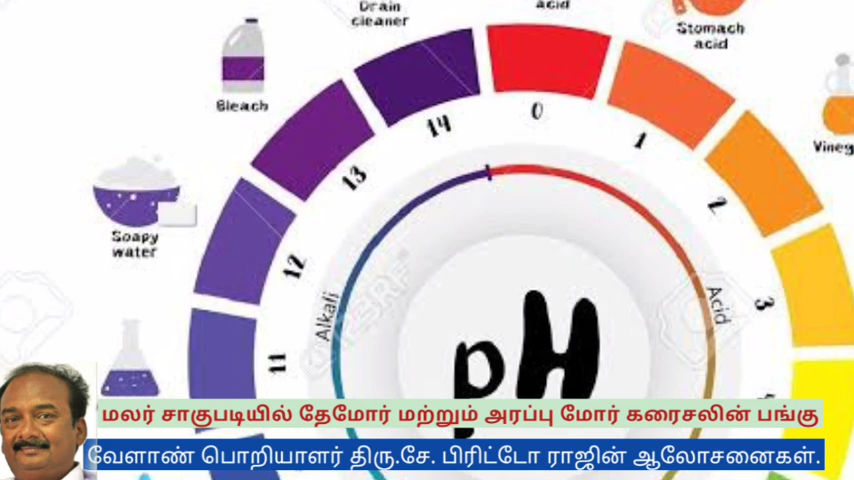 Drain
cleaner
acid
Stomach
acid
Bleach
Vineg
Soapy
water
14
0
1
13
2
12
3
11
Alkali
Acid
pH
மலர் சாகுபடியில் தேமோர் மற்றும் அரப்பு மோர் கரைசலின் பங்கு
வேளாண் பொறியாளர் திரு.சே. பிரிட்டோ ராஜின் ஆலோசனைகள்.